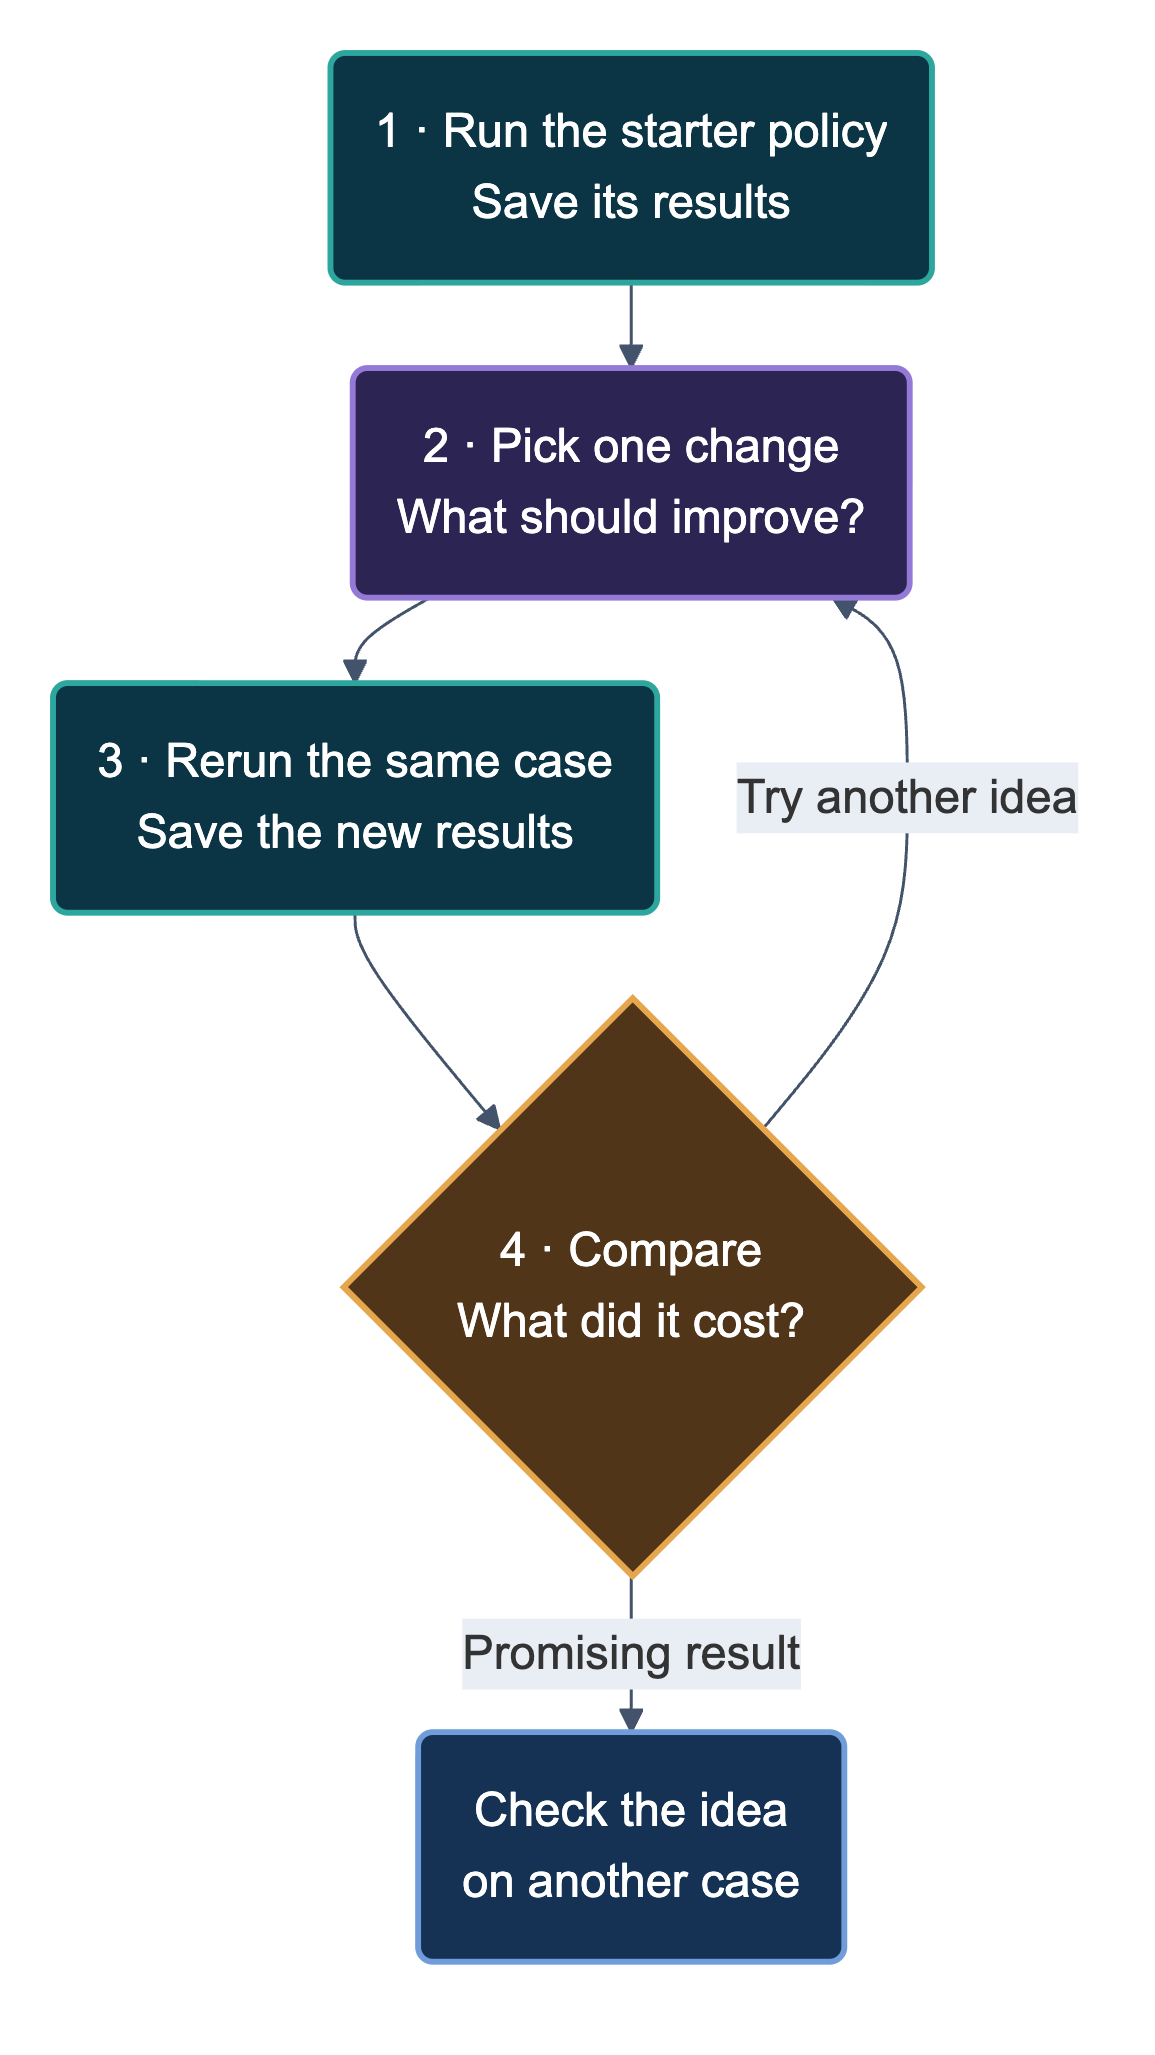 1 · Run the starter policy
Save its results
2 · Pick one change
What should improve?
3 · Rerun the same case
Save the new results
Try another idea
4 · Compare
What did it cost?
Promising result
Check the idea
on another case